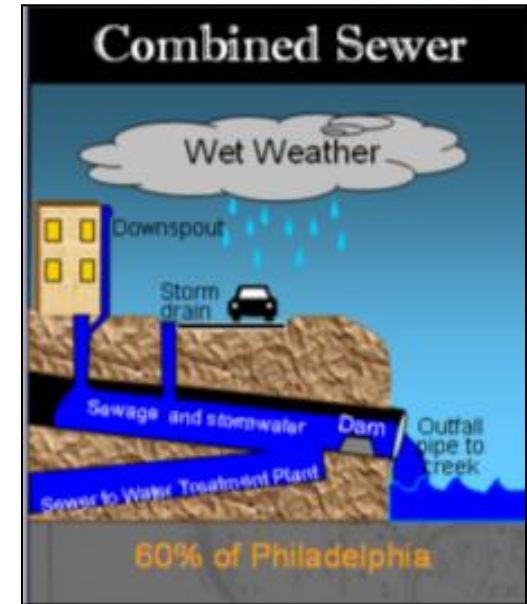 Combined Sewer
Wet Weather
Downspout
Storm
drain
Sewage and stormwater
Dam
Outfall
pipe to
creek
Sewer to Water Treatment Plant
60% of Philadelphia